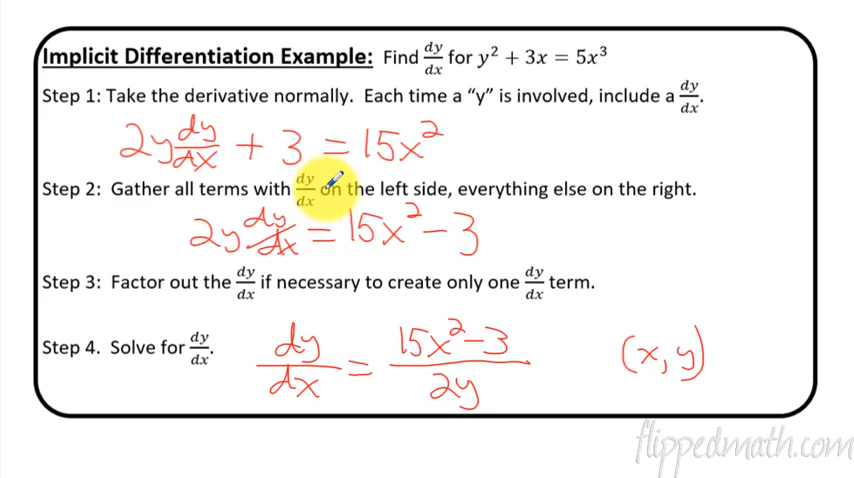 Implicit Differentiation Example: Find dy/dx for y² + 3x = 5x³
Step 1: Take the derivative normally. Each time a “y” is involved, include a dy/dx.
2y dy/dx + 3 = 15x²
Step 2: Gather all terms with dy/dx on the left side, everything else on the right.
2y dy/dx = 15x² − 3
Step 3: Factor out the dy/dx if necessary to create only one dy/dx term.
Step 4. Solve for dy/dx.
dy/dx = (15x² − 3)/2y
(x, y)
flippedmath.com